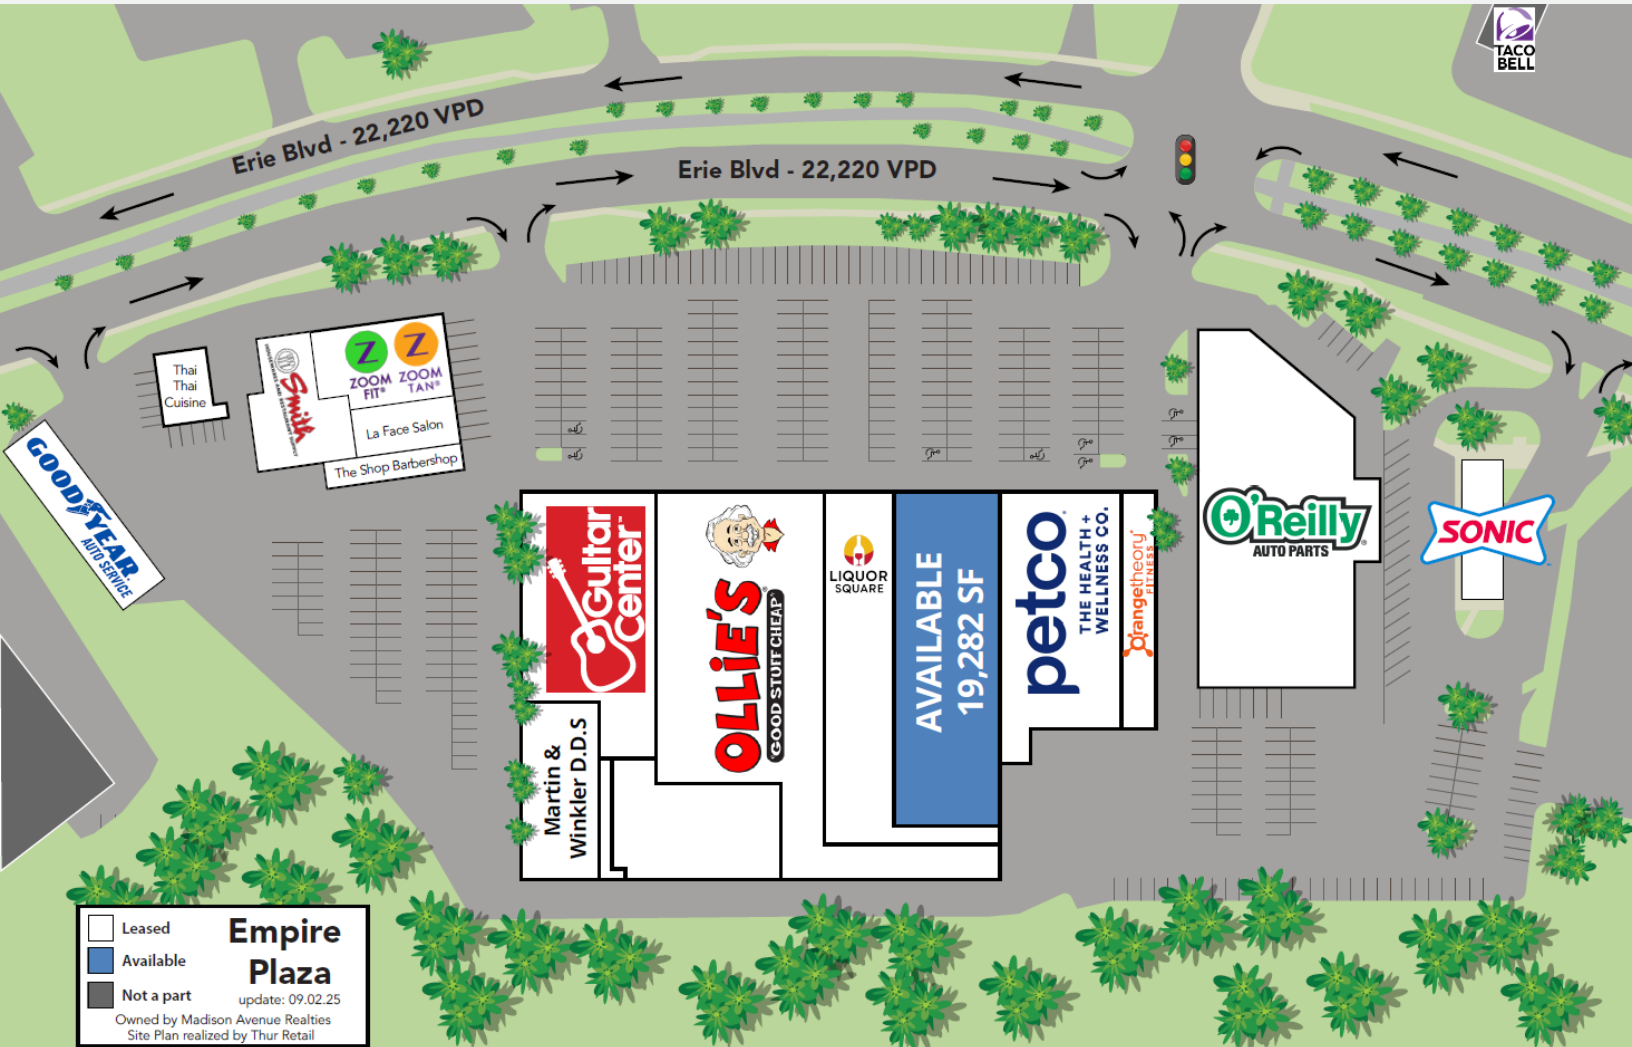 TACO
BELL
Erie Blvd - 22,220 VPD
Erie Blvd - 22,220 VPD
Thai
Thai
Cuisine
Smith
Z
ZOOM
FIT®
Z
ZOOM
TAN®
La Face Salon
The Shop Barbershop
GOODYEAR
AUTO SERVICE
Guitar
Center
Martin &
Winkler D.D.S
OLLIE'S
"GOOD STUFF CHEAP"
LIQUOR
SQUARE
AVAILABLE
19,282 SF
petco
THE HEALTH +
WELLNESS CO.
orangetheory
FITNESS
O'Reilly
AUTO PARTS
SONIC
Leased
Available
Not a part
Empire
Plaza
update: 09.02.25
Owned by Madison Avenue Realties
Site Plan realized by Thur Retail